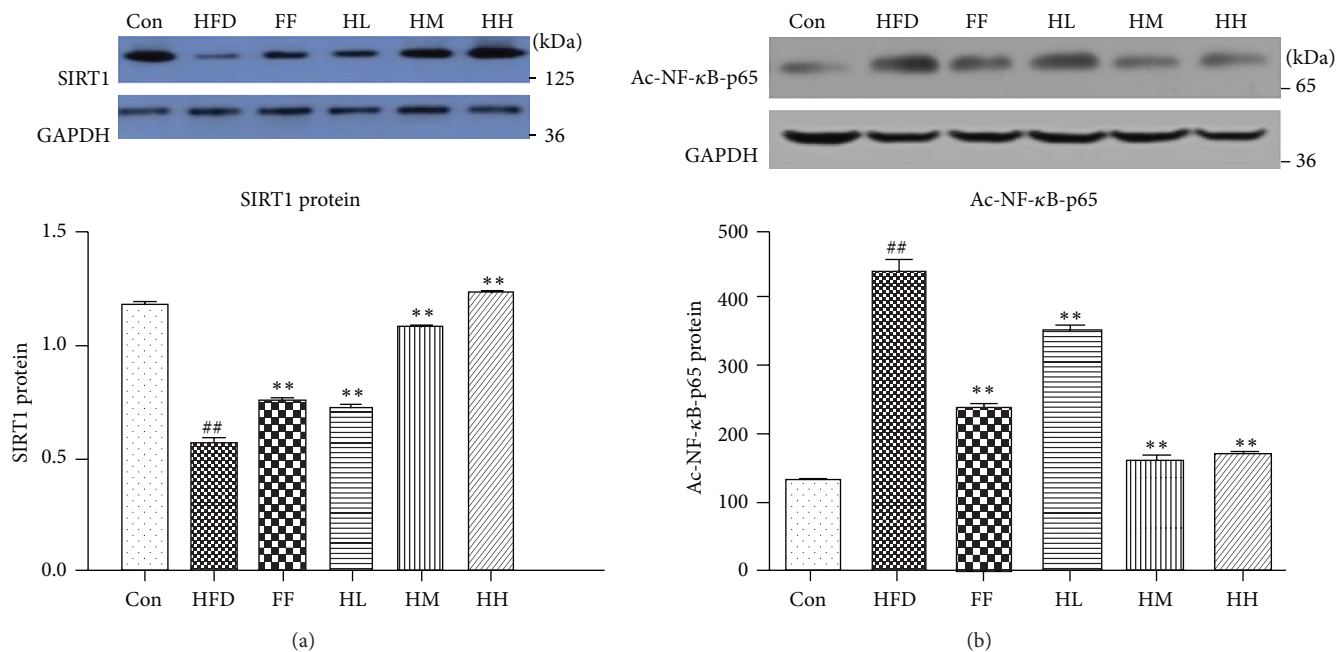 Con HFD FF HL HM HH
(kDa)
SIRT1
125
GAPDH
36
SIRT1 protein
1.5
1.0
0.5
0.0
SIRT1 protein
##
**
**
**
**
Con HFD FF HL HM HH
(a)
Con HFD FF HL HM HH
(kDa)
Ac-NF-κB-p65
65
GAPDH
36
Ac-NF-κB-p65
500
400
300
200
100
0
Ac-NF-κB-p65 protein
##
**
**
**
**
Con HFD FF HL HM HH
(b)